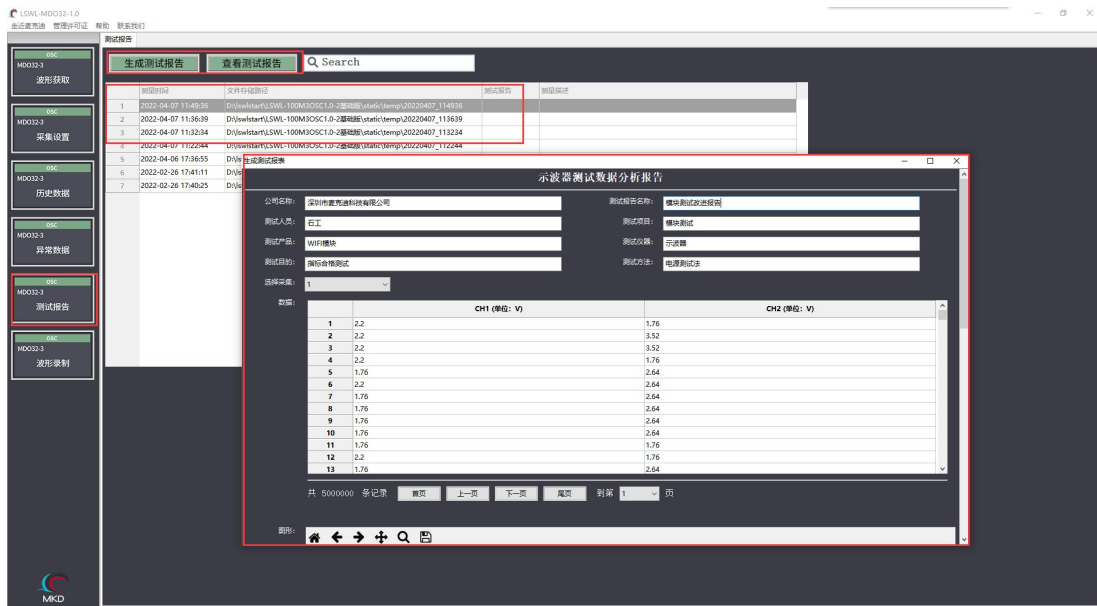 LSWL-MDO32-1.0
走近麦克迪 管理许可证 帮助 联系我们
测试报告
OSC
MDO32-3
波形获取
OSC
MDO32-3
采集设置
OSC
MDO32-3
历史数据
OSC
MDO32-3
异常数据
OSC
MDO32-3
测试报告
OSC
MDO32-3
波形录制
MKD
生成测试报告 查看测试报告 Search
测量时间 文件存储路径 测试报告 测量描述
1 2022-04-07 11:49:36 D:\lswlstart\LSWL-100M3OSC1.0-2基础版\static\temp\20220407_114936
2 2022-04-07 11:36:39 D:\lswlstart\LSWL-100M3OSC1.0-2基础版\static\temp\20220407_113639
3 2022-04-07 11:32:34 D:\lswlstart\LSWL-100M3OSC1.0-2基础版\static\temp\20220407_113234
4 2022-04-07 11:22:44 D:\lswlstart\LSWL-100M3OSC1.0-2基础版\static\temp\20220407_112244
5 2022-04-06 17:36:55 D:\ls
6 2022-02-26 17:41:11 D:\ls
7 2022-02-26 17:40:25 D:\ls
生成测试报表
示波器测试数据分析报告
公司名称: 深圳市麦克迪科技有限公司 测试报告名称: 模块测试改进报告
测试人员: 石工 测试项目: 模块测试
测试产品: WIFI模块 测试仪器: 示波器
测试目的: 指标合格测试 测试方法: 电源测试法
选择采集: 1
数据:
CH1 (单位: V) CH2 (单位: V)
1 2.2 1.76
2 2.2 3.52
3 2.2 3.52
4 2.2 1.76
5 1.76 2.64
6 2.2 2.64
7 1.76 2.64
8 1.76 2.64
9 1.76 2.64
10 1.76 2.64
11 1.76 1.76
12 2.2 1.76
13 1.76 2.64
共 5000000 条记录 首页 上一页 下一页 尾页 到第 1 页
图形: